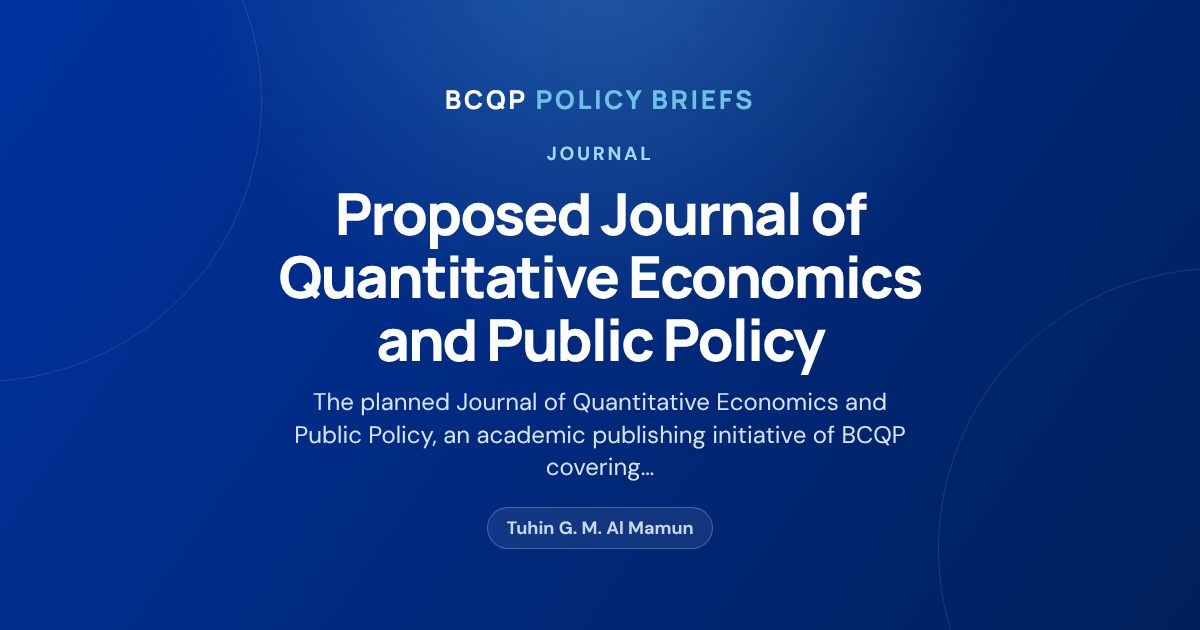 BCQP POLICY BRIEFS
JOURNAL
Proposed Journal of
Quantitative Economics
and Public Policy
The planned Journal of Quantitative Economics and
Public Policy, an academic publishing initiative of BCQP
covering...
Tuhin G. M. Al Mamun